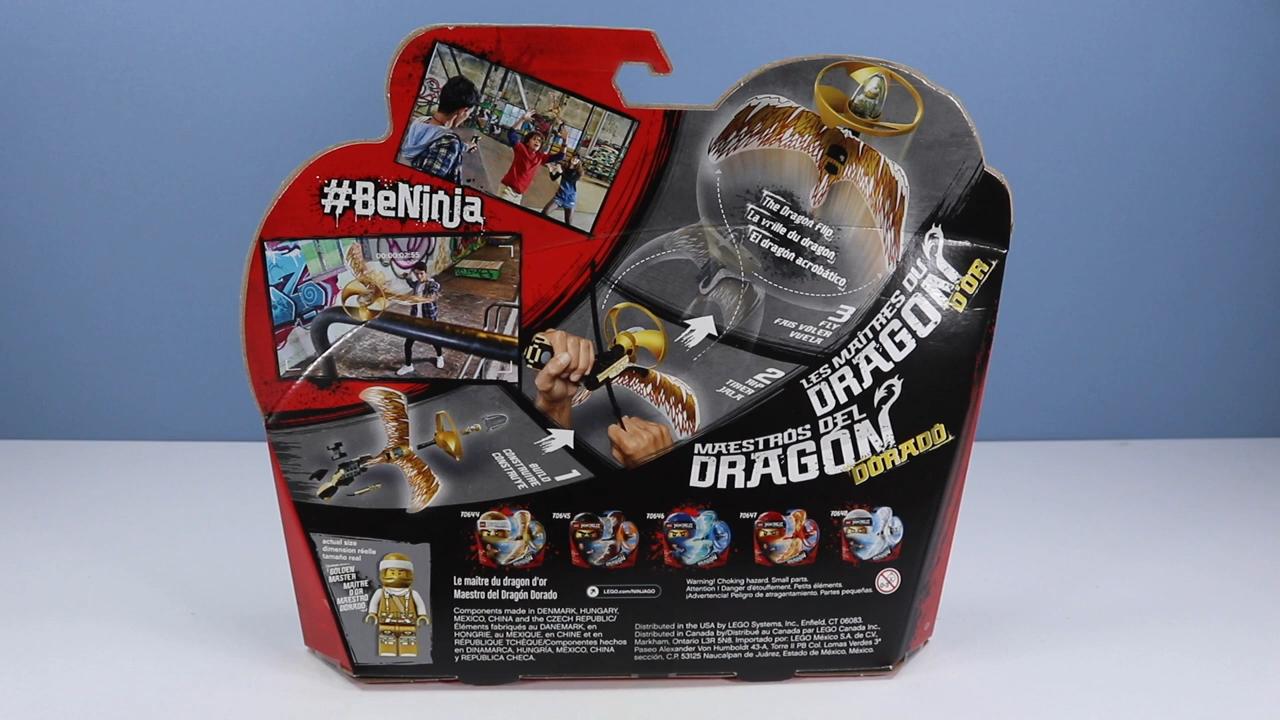 #BeNinja
00:00:02:55
The Dragon Flip.
La vrille du dragon.
El dragón acrobático.
3
FLY
FAIS VOLER
VUELA
2
RIP
TIRER
JALA
1
BUILD
CONSTRUIRE
CONSTRUYE
LES MAÎTRES DU
DRAGON
D'OR
MAESTROS DEL
DRAGÓN
DORADO
70644
70645
70646
70647
70648
actual size
dimension réelle
tamaño real
GOLDEN
MASTER
MAÎTRE
D'OR
MAESTRO
DORADO
Le maître du dragon d'or
Maestro del Dragón Dorado
LEGO.com/NINJAGO
Warning! Choking hazard. Small parts.
Attention ! Danger d'étouffement. Petits éléments.
¡Advertencia! Peligro de atragantamiento. Partes pequeñas.
Components made in DENMARK, HUNGARY,
MEXICO, CHINA and the CZECH REPUBLIC/
Éléments fabriqués au DANEMARK, en
HONGRIE, au MEXIQUE, en CHINE et en
RÉPUBLIQUE TCHÈQUE/Componentes hechos
en DINAMARCA, HUNGRÍA, MÉXICO, CHINA
y REPÚBLICA CHECA.
Distributed in the USA by LEGO Systems, Inc., Enfield, CT 06083.
Distributed in Canada by/Distribué au Canada par LEGO Canada Inc.,
Markham, Ontario L3R 5N8. Importado por: LEGO México S.A. de C.V.,
Paseo Alexander Von Humboldt 43-A, Torre II PB Col. Lomas Verdes 3ª
sección, C.P. 53125 Naucalpan de Juárez, Estado de México, México.